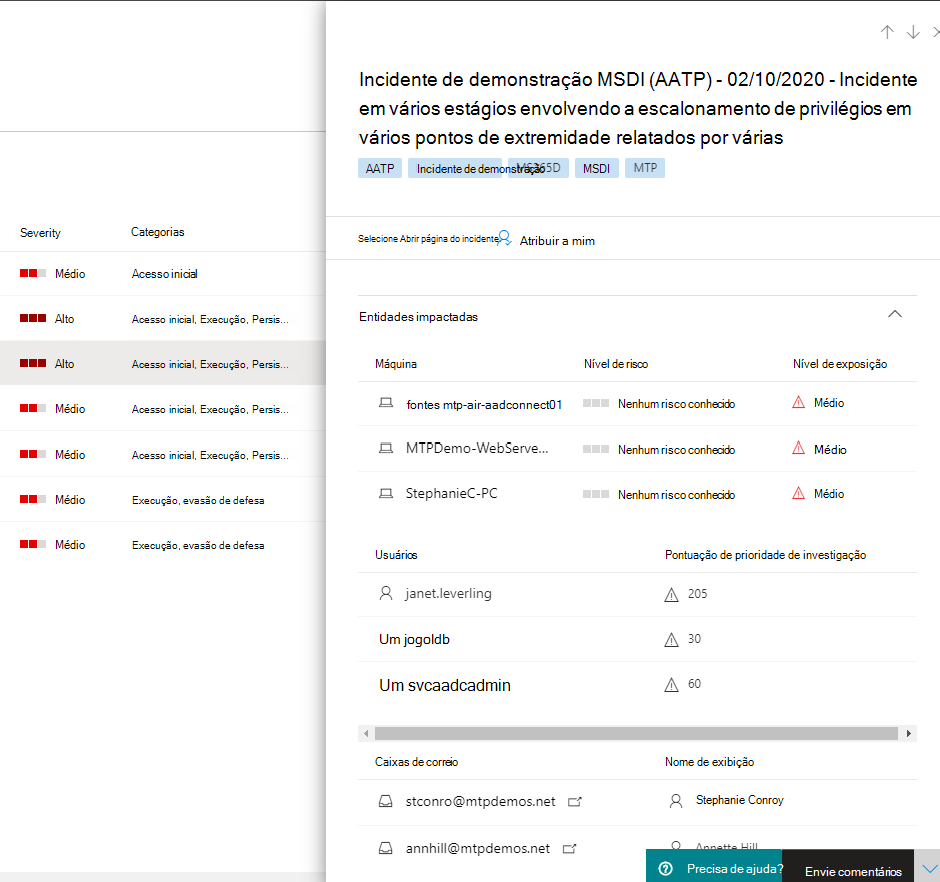 Severity Categorias
Médio Acesso inicial
Alto Acesso inicial, Execução, Persis...
Alto Acesso inicial, Execução, Persis...
Médio Acesso inicial, Execução, Persis...
Médio Acesso inicial, Execução, Persis...
Médio Execução, evasão de defesa
Médio Execução, evasão de defesa
Incidente de demonstração MSDI (AATP) - 02/10/2020 - Incidente
em vários estágios envolvendo a escalonamento de privilégios em
vários pontos de extremidade relatados por várias
AATP Incidente de demonstração MS365D MSDI MTP
Selecione Abrir página do incidente Atribuir a mim
Entidades impactadas
Máquina Nível de risco Nível de exposição
fontes mtp-air-aadconnect01 Nenhum risco conhecido Médio
MTPDemo-WebServe... Nenhum risco conhecido Médio
StephanieC-PC Nenhum risco conhecido Médio
Usuários Pontuação de prioridade de investigação
janet.leverling 205
Um jogoldb 30
Um svcaadcadmin 60
Caixas de correio Nome de exibição
stconro@mtpdemos.net Stephanie Conroy
annhill@mtpdemos.net Annette Hill
Precisa de ajuda? Envie comentários